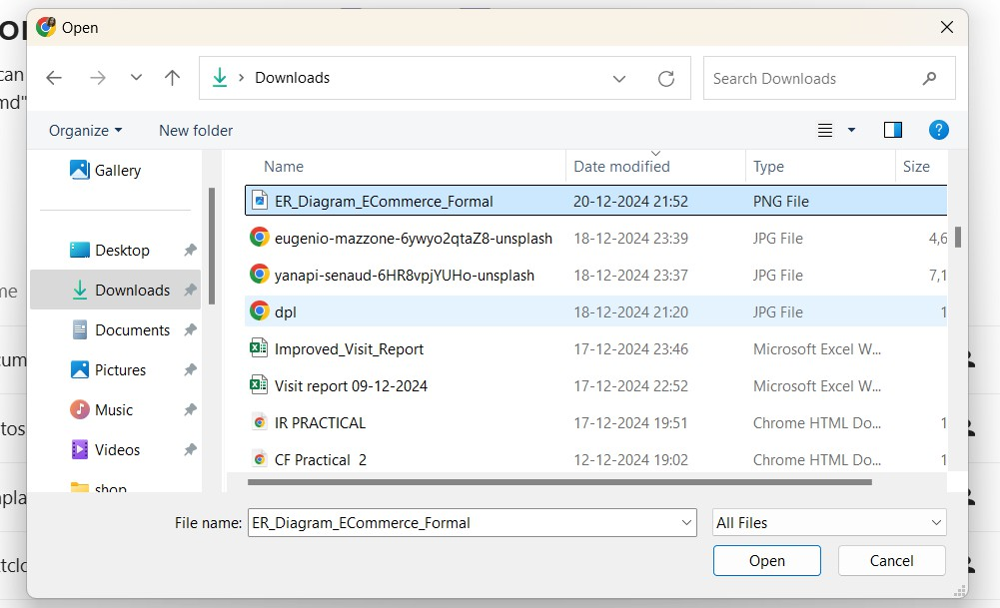 Open
Downloads
Search Downloads
Organize
New folder
?
Name
Date modified
Type
Size
Gallery
Desktop
Downloads
Documents
Pictures
Music
Videos
shop
ER_Diagram_ECommerce_Formal 20-12-2024 21:52 PNG File
eugenio-mazzone-6ywyo2qtaZ8-unsplash 18-12-2024 23:39 JPG File 4,6
yanapi-senaud-6HR8vpjYUHo-unsplash 18-12-2024 23:37 JPG File 7,1
dpl 18-12-2024 21:20 JPG File 1
Improved_Visit_Report 17-12-2024 23:46 Microsoft Excel W...
Visit report 09-12-2024 17-12-2024 22:52 Microsoft Excel W...
IR PRACTICAL 17-12-2024 19:51 Chrome HTML Do... 1
CF Practical 2 12-12-2024 19:02 Chrome HTML Do... 1
File name: ER_Diagram_ECommerce_Formal
All Files
Open
Cancel
can
md"
me
cum
tos
npla
ttclo